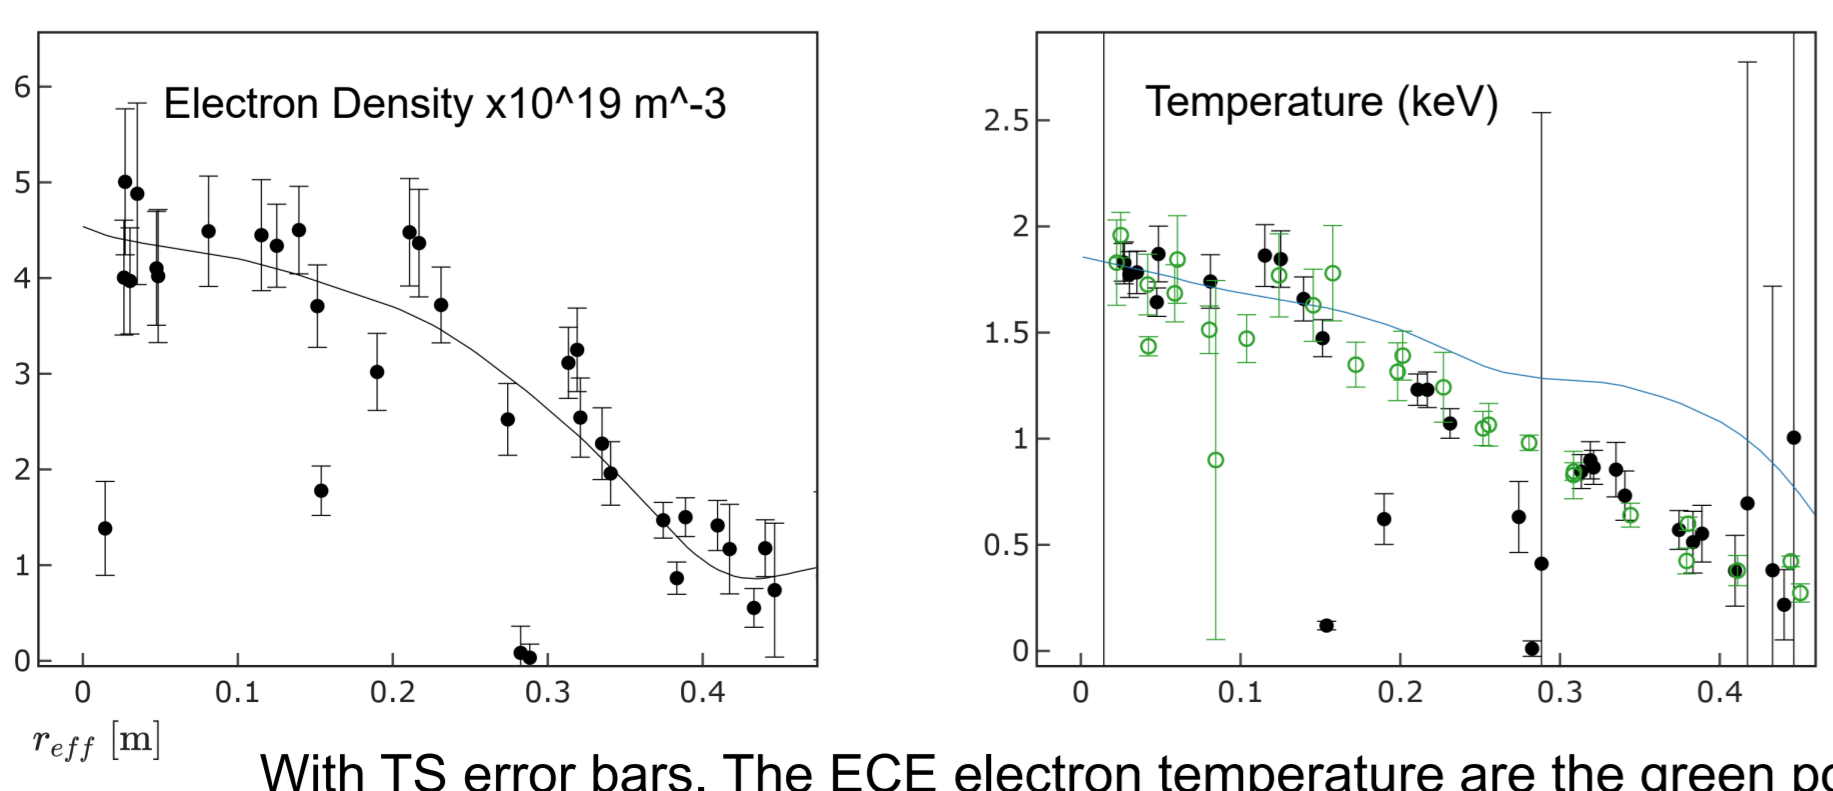 Electron Density x10^19 m^-3
6
5
4
3
2
1
0
0 0.1 0.2 0.3 0.4
r_eff [m]
Temperature (keV)
2.5
2
1.5
1
0.5
0
0 0.1 0.2 0.3 0.4
With TS error bars. The ECE electron temperature are the green